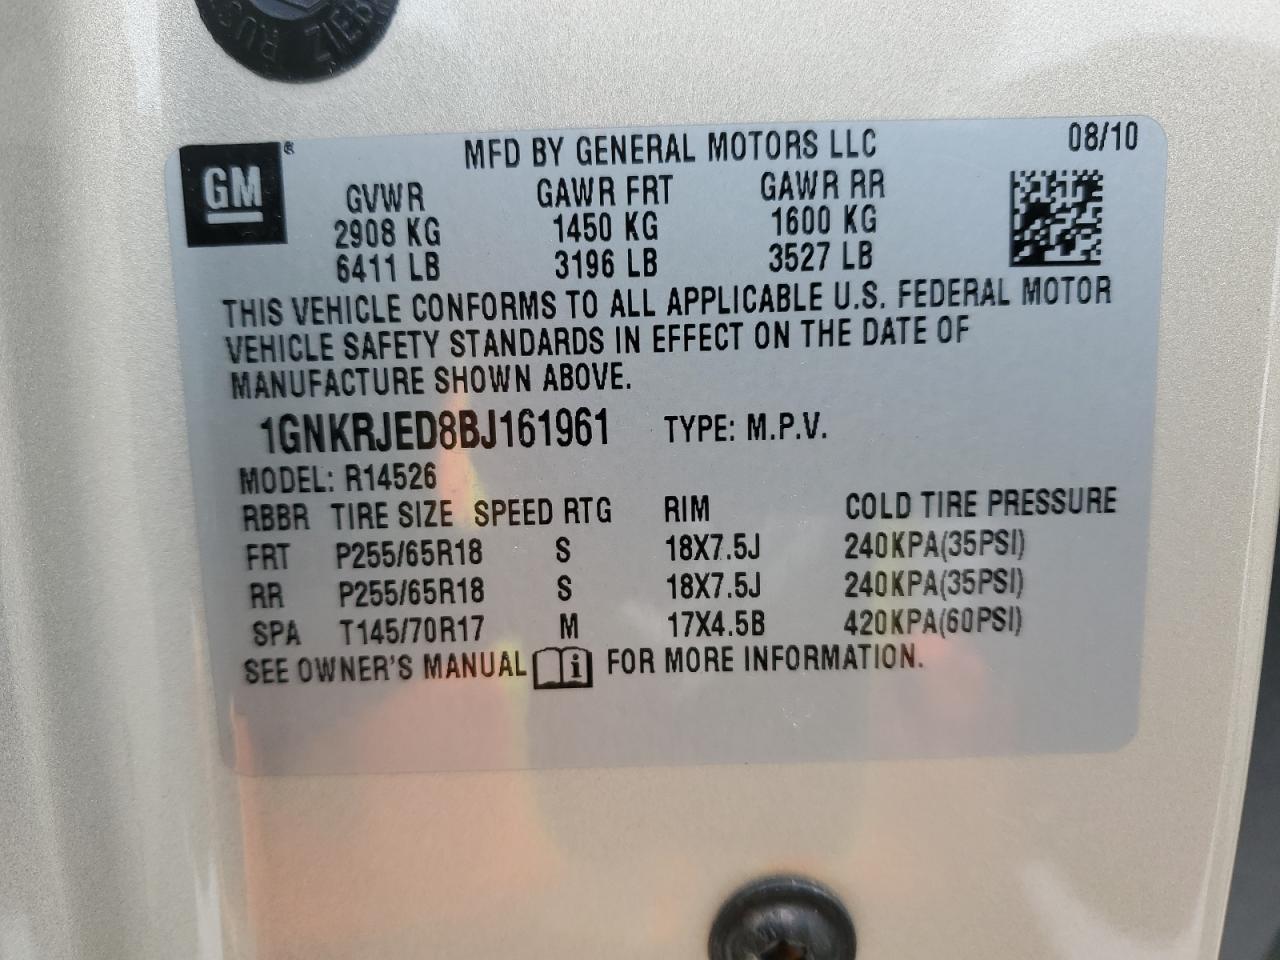 RUS ZIEB
GM®
MFD BY GENERAL MOTORS LLC 08/10
GVWR GAWR FRT GAWR RR
2908 KG 1450 KG 1600 KG
6411 LB 3196 LB 3527 LB
THIS VEHICLE CONFORMS TO ALL APPLICABLE U.S. FEDERAL MOTOR
VEHICLE SAFETY STANDARDS IN EFFECT ON THE DATE OF
MANUFACTURE SHOWN ABOVE.
1GNKRJED8BJ161961 TYPE: M.P.V.
MODEL: R14526
RBBR TIRE SIZE SPEED RTG RIM COLD TIRE PRESSURE
FRT P255/65R18 S 18X7.5J 240KPA(35PSI)
RR P255/65R18 S 18X7.5J 240KPA(35PSI)
SPA T145/70R17 M 17X4.5B 420KPA(60PSI)
SEE OWNER'S MANUAL i FOR MORE INFORMATION.